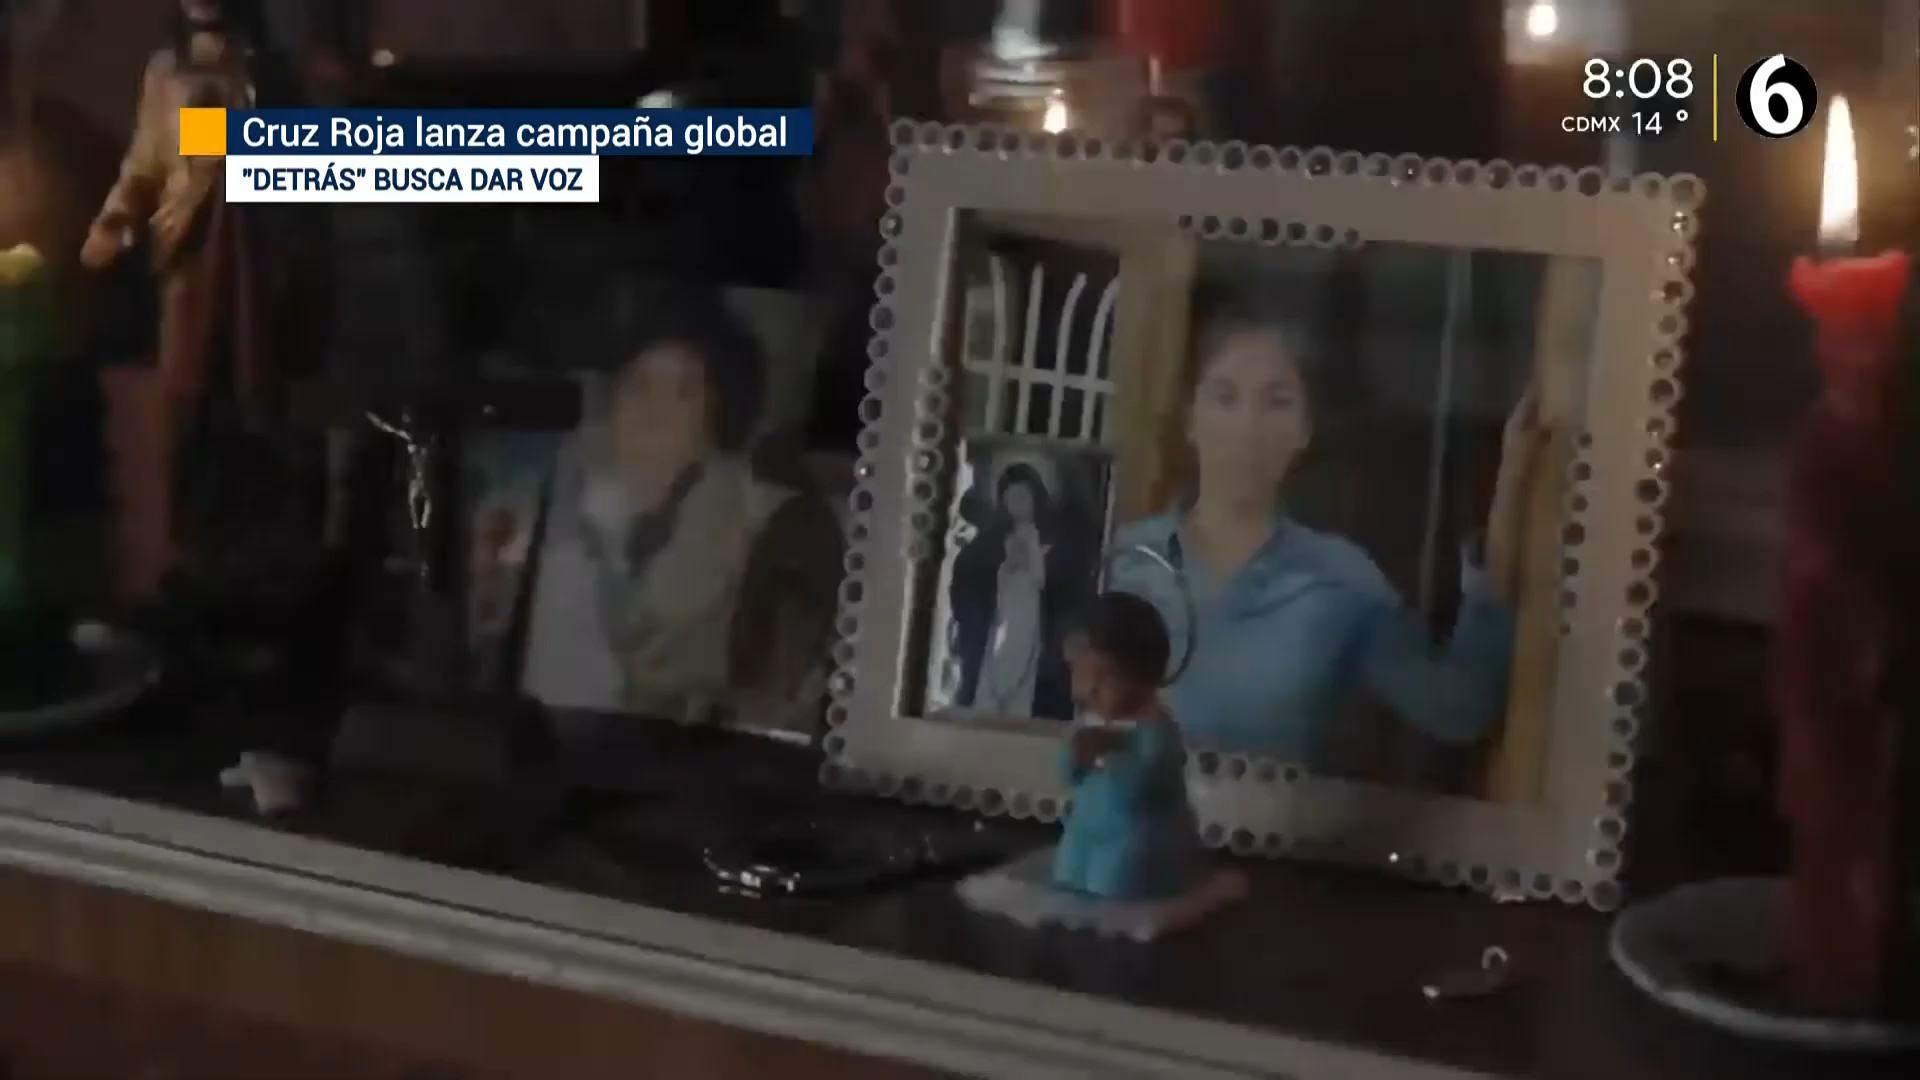 Cruz Roja lanza campaña global
"DETRÁS" BUSCA DAR VOZ
8:08
CDMX 14 °
6